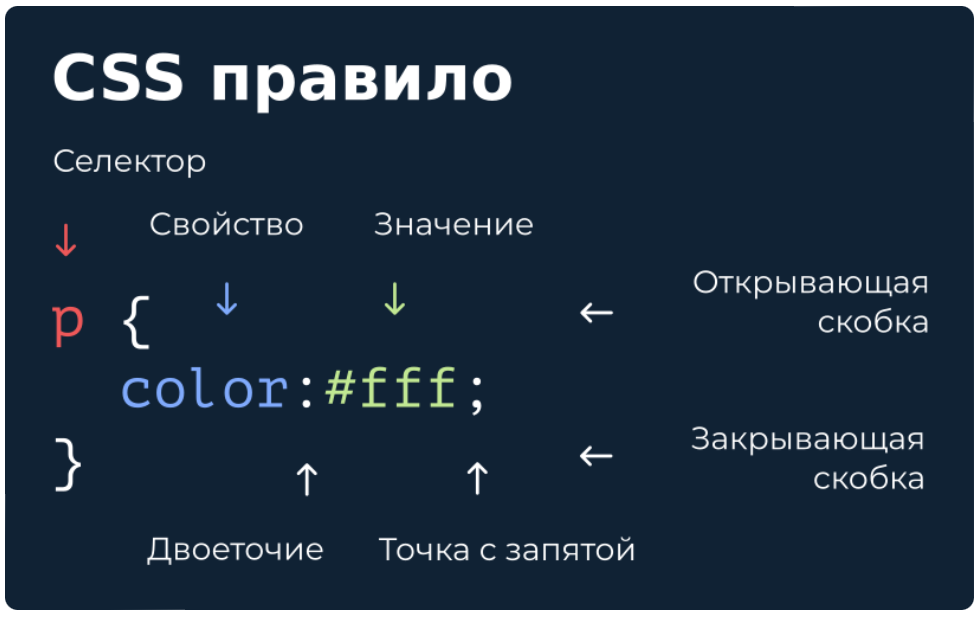 CSS правило
Селектор
↓ Свойство Значение
↓ ↓ ← Открывающая
p { скобка
color:#fff;
} ← Закрывающая
↑ ↑ скобка
Двоеточие Точка с запятой